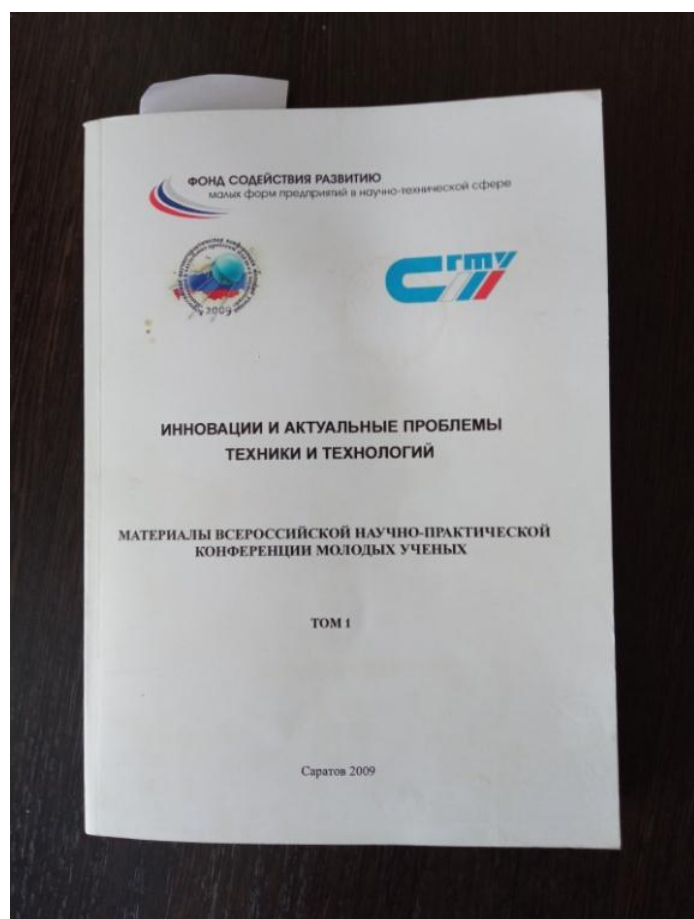 ФОНД СОДЕЙСТВИЯ РАЗВИТИЮ
малых форм предприятий в научно-технической сфере
2009
СГТУ
ИННОВАЦИИ И АКТУАЛЬНЫЕ ПРОБЛЕМЫ
ТЕХНИКИ И ТЕХНОЛОГИЙ
МАТЕРИАЛЫ ВСЕРОССИЙСКОЙ НАУЧНО-ПРАКТИЧЕСКОЙ
КОНФЕРЕНЦИИ МОЛОДЫХ УЧЕНЫХ
ТОМ 1
Саратов 2009